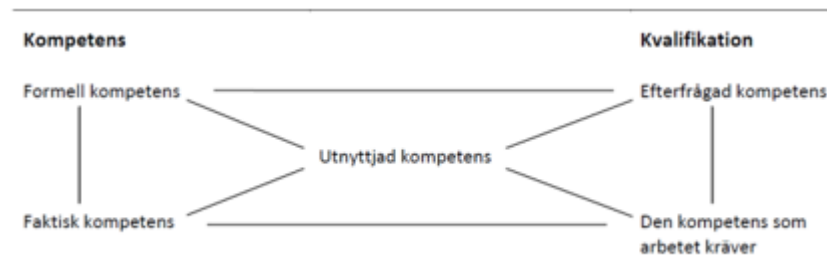 Kompetens
Kvalifikation
Formell kompetens
Efterfrågad kompetens
Utnyttjad kompetens
Faktisk kompetens
Den kompetens som
arbetet kräver